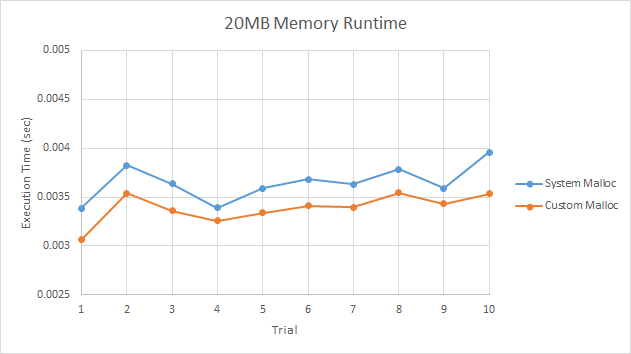 20MB Memory Runtime
0.005
0.0045
0.004
0.0035
0.003
0.0025
Execution Time (sec)
1 2 3 4 5 6 7 8 9 10
Trial
System Malloc
Custom Malloc